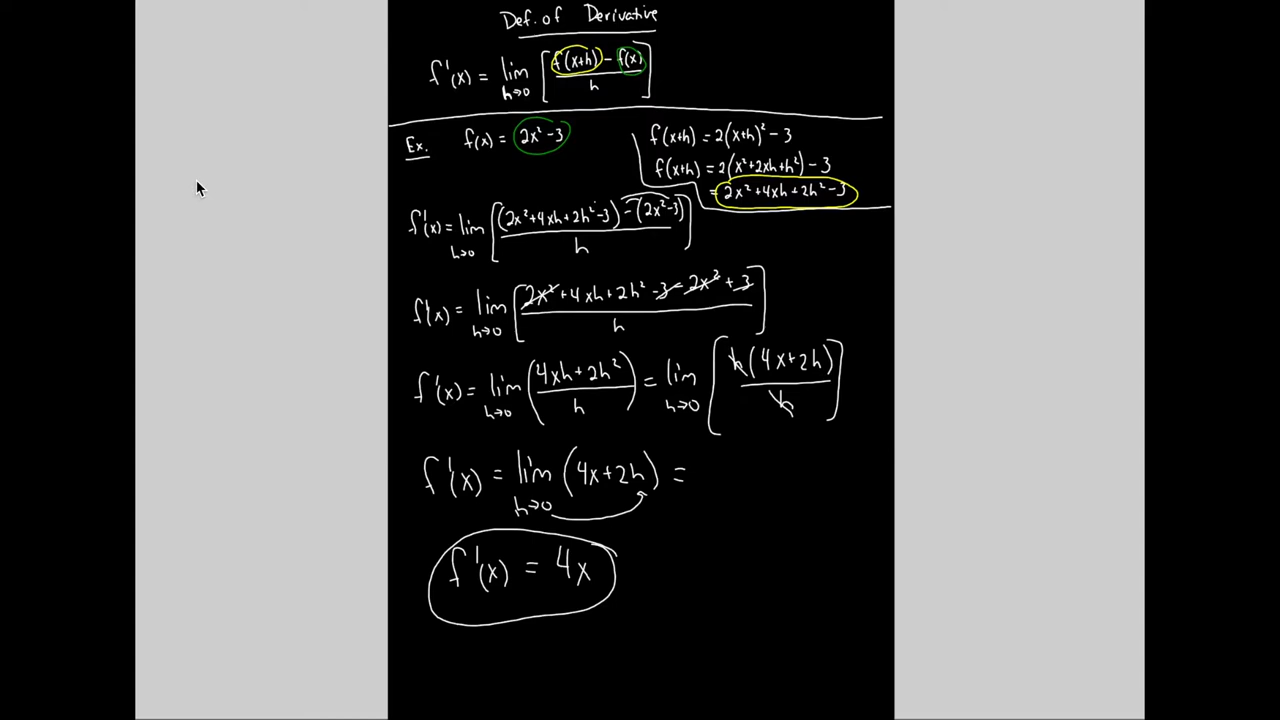 Def. of Derivative
f'(x) = lim h→0 [ (f(x+h) - f(x)) / h ]
Ex. f(x) = 2x² - 3
f(x+h) = 2(x+h)² - 3
f(x+h) = 2(x² + 2xh + h²) - 3
= 2x² + 4xh + 2h² - 3
f'(x) = lim h→0 [ ((2x² + 4xh + 2h² - 3) - (2x² - 3)) / h ]
f'(x) = lim h→0 [ (2x² + 4xh + 2h² - 3 - 2x² + 3) / h ]
f'(x) = lim h→0 ( (4xh + 2h²) / h ) = lim h→0 [ h(4x + 2h) / h ]
f'(x) = lim h→0 (4x + 2h) =
f'(x) = 4x